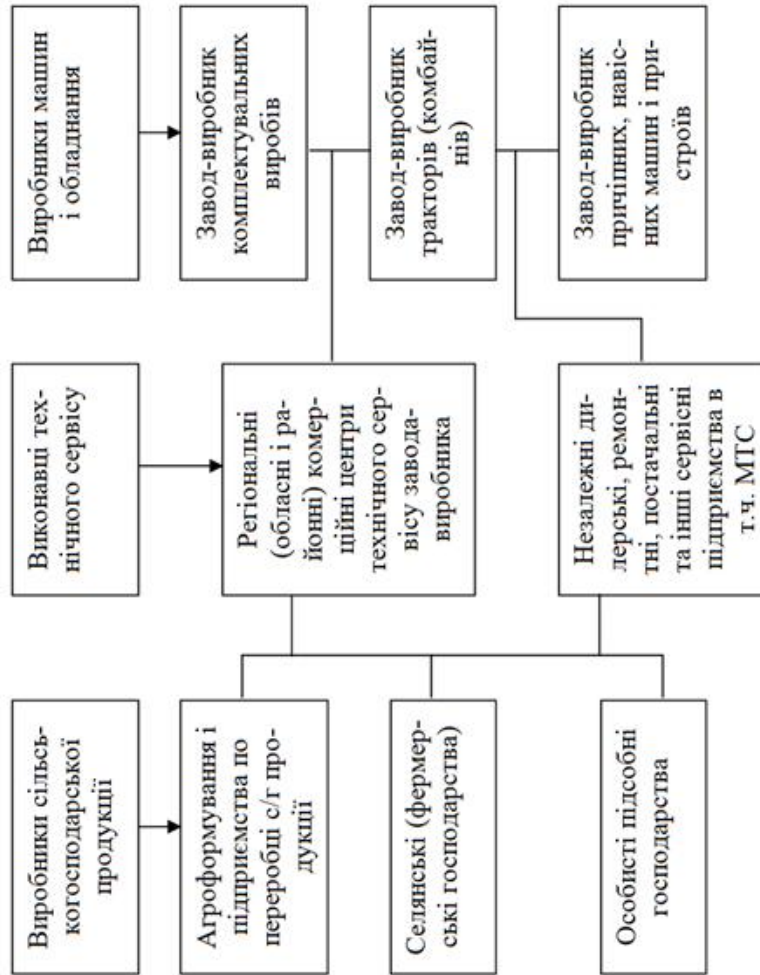 Виробники сільсь-
когосподарської
продукції
Виконавці тех-
нічного сервісу
Виробники машин
і обладнання
Агроформування і
підприємства по
переробці с/г про-
дукції
Регіональні
(обласні і ра-
йонні) комер-
ційні центри
технічного сер-
вісу завода-
виробника
Завод-виробник
комплектувальних
виробів
Селянські (фермер-
ські господарства)
Завод-виробник
тракторів (комбай-
нів)
Особисті підсобні
господарства
Незалежні ди-
лерські, ремон-
тні, постачальні
та інші сервісні
підприємства в
т.ч. МТС
Завод-виробник
причіпних, навіс-
них машин і при-
строїв